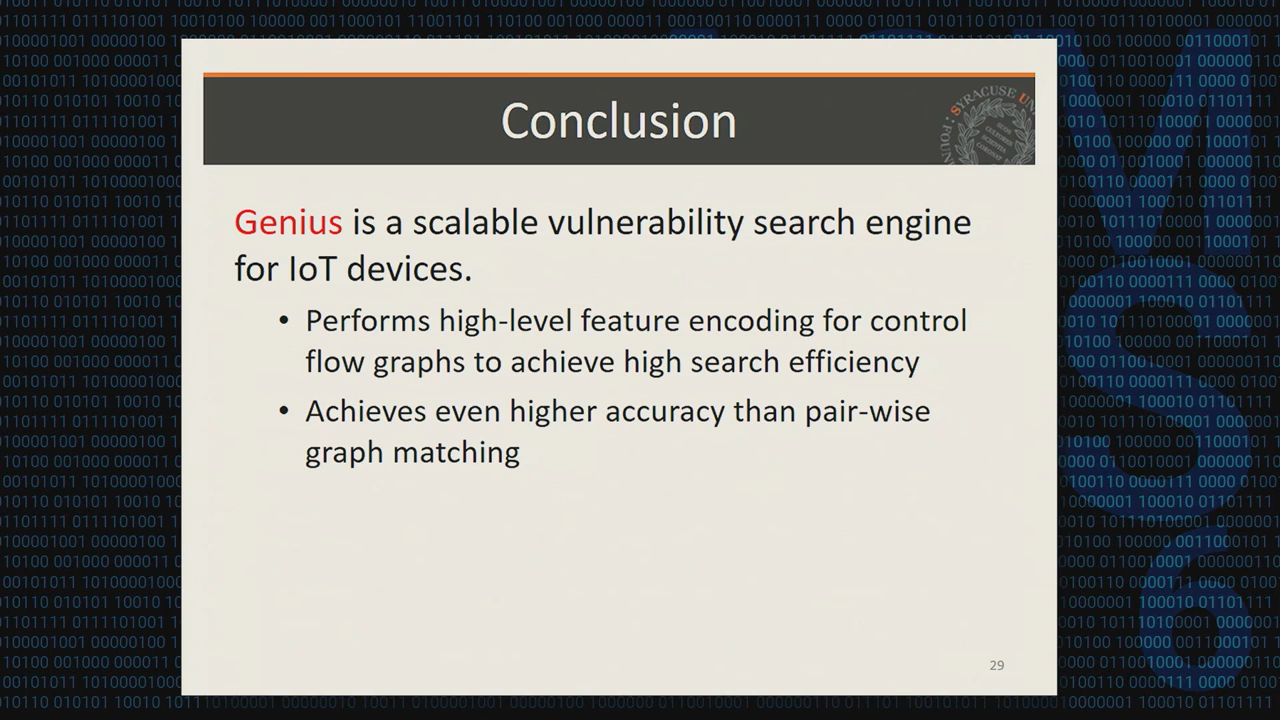 Conclusion
SYRACUSE
Genius is a scalable vulnerability search engine
for IoT devices.
• Performs high-level feature encoding for control
flow graphs to achieve high search efficiency
• Achieves even higher accuracy than pair-wise
graph matching
29